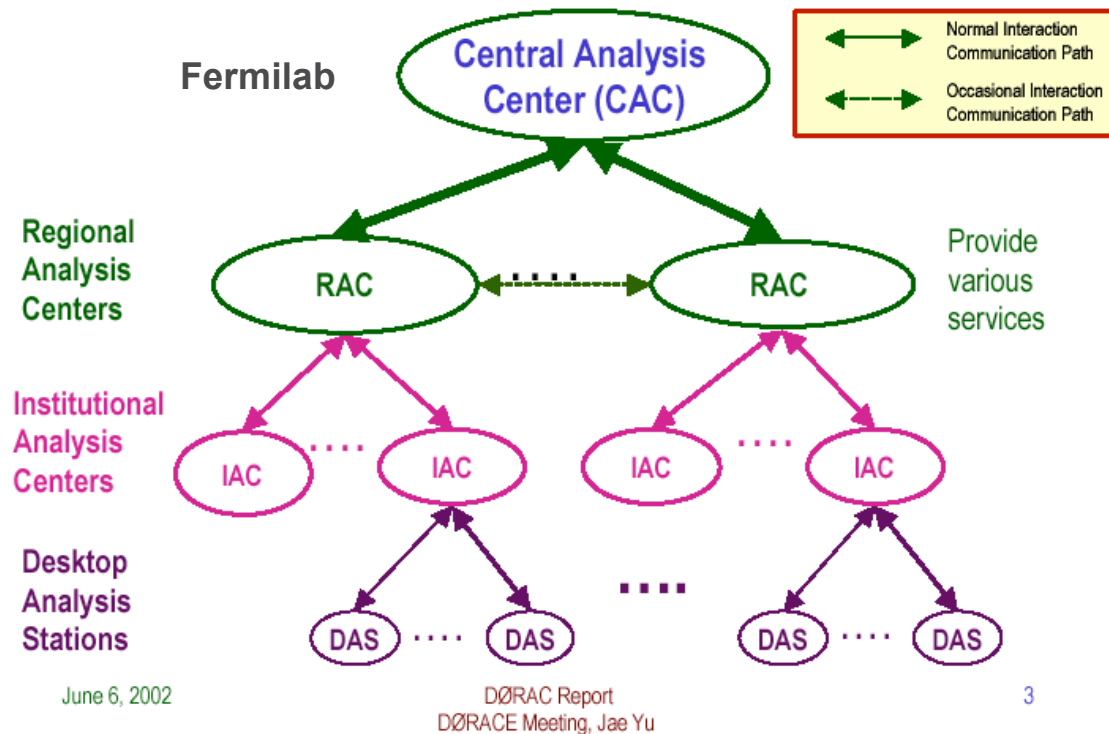 Fermilab
Central Analysis
Center (CAC)
Normal Interaction
Communication Path
Occasional Interaction
Communication Path
Regional
Analysis
Centers
RAC
....
RAC
Provide
various
services
Institutional
Analysis
Centers
IAC
....
IAC
IAC
....
IAC
Desktop
Analysis
Stations
DAS
....
DAS
....
DAS
....
DAS
June 6, 2002
DØRAC Report
DØRACE Meeting, Jae Yu
3